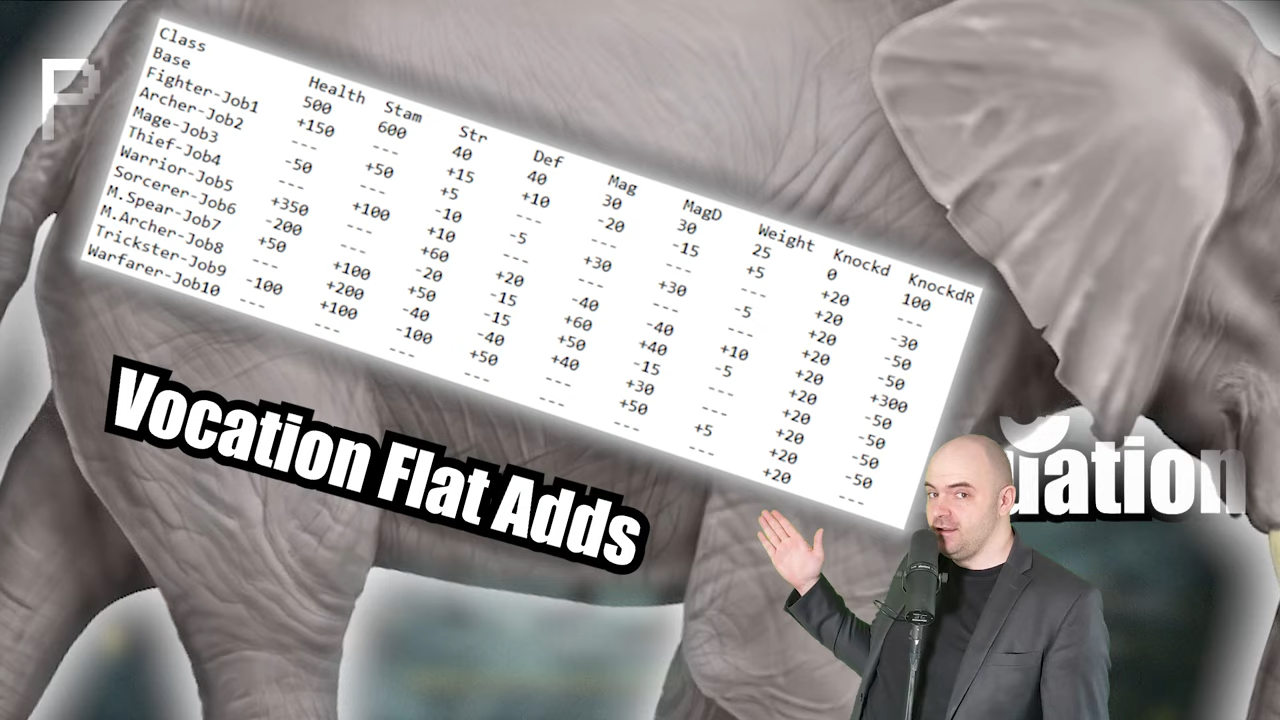 P
Class Health Stam Str Def Mag MagD Weight Knockd KnockdR
Base 500 600 40 40 30 30 25 0 100
Fighter-Job1 +150 --- +15 +10 -20 -15 +5 +20 ---
Archer-Job2 +50 +5 --- --- --- --- +20 -30
Mage-Job3 -50 -10 -5 +30 +30 -5 +20 -50
Thief-Job4 --- +100 +10 +20 -50
Warrior-Job5 +350 +60 +20 -40 -40 +10 +20 +300
Sorcerer-Job6 -200 --- -20 -15 +60 +40 -5 +20 -50
M.Spear-Job7 +50 +100 +50 -15 +50 -15 --- +20 -50
M.Archer-Job8 --- +200 -40 -40 +40 +30 --- +20 -50
Trickster-Job9 -100 +100 -100 +50 --- +50 +5 +20 -50
Warfarer-Job10 --- --- --- --- --- --- --- +20 ---
Vocation Flat Adds